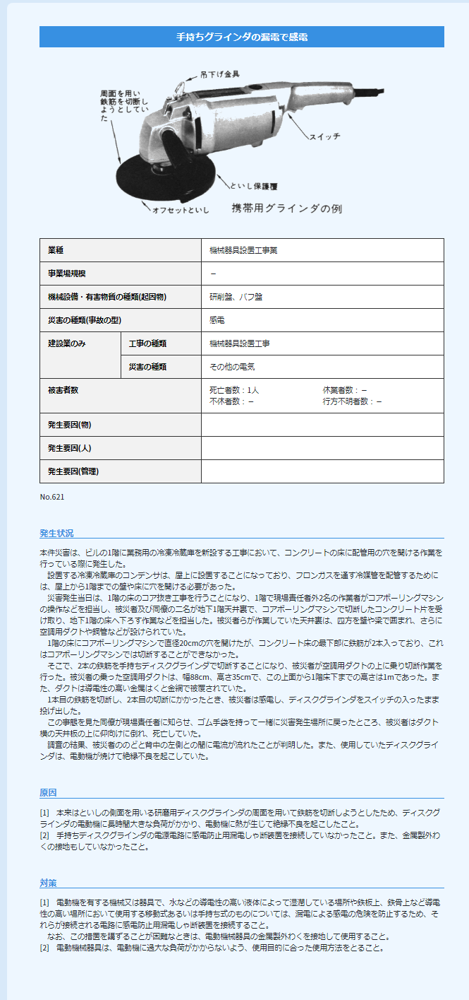 手持ちグラインダの漏電で感電
吊下げ金具
周面を用い
鉄筋を切断し
ようとしてい
た
スイッチ
といし保護覆
オフセットといし
携帯用グラインダの例
業種 機械器具設置工事業
事業場規模 －
機械設備・有害物質の種類(起因物) 研削盤、バフ盤
災害の種類(事故の型) 感電
建設業のみ 工事の種類 機械器具設置工事
災害の種類 その他の電気
被害者数 死亡者数：1人 休業者数：－
不休者数：－ 行方不明者数：－
発生要因(物)
発生要因(人)
発生要因(管理)
No.621
発生状況
本件災害は、ビルの1階に業務用の冷凍冷蔵庫を新設する工事において、コンクリートの床に配管用の穴を開ける作業を
行っている際に発生した。
設置する冷凍冷蔵庫のコンデンサは、屋上に設置することになっており、フロンガスを通す冷媒管を配管するために
は、屋上から1階までの壁や床に穴を開ける必要があった。
災害発生当日は、1階の床のコア抜き工事を行うことになり、1階で現場責任者外2名の作業者がコアボーリングマシン
の操作などを担当し、被災者及び同僚の二名が地下1階天井裏で、コアボーリングマシンで切断したコンクリート片を受
け取り、地下1階の床へ下ろす作業などを担当した。被災者らが作業していた天井裏は、四方を壁や梁で囲まれ、さらに
空調用ダクトや鋼管などが設けられていた。
1階の床にコアボーリングマシンで直径20cmの穴を開けたが、コンクリート床の最下部に鉄筋が2本入っており、これ
はコアボーリングマシンでは切断することができなかった。
そこで、2本の鉄筋を手持ちディスクグラインダで切断することになり、被災者が空調用ダクトの上に乗り切断作業を
行った。被災者の乗った空調用ダクトは、幅88cm、高さ35cmで、この上面から1階床下までの高さは1mであった。ま
た、ダクトは導電性の高い金属はくと金網で被覆されていた。
1本目の鉄筋を切断し、2本目の切断にかかったとき、被災者は感電し、ディスクグラインダをスイッチの入ったまま
投げ出した。
この事態を見た同僚が現場責任者に知らせ、ゴム手袋を持って一緒に災害発生場所に戻ったところ、被災者はダクト
横の天井板の上に仰向けに倒れ、死亡していた。
調査の結果、被災者ののどと背中の左側との間に電流が流れたことが判明した。また、使用していたディスクグライ
ンダは、電動機が焼けて絶縁不良を起こしていた。
原因
[1] 本来はといしの側面を用いる研磨用ディスクグラインダの周面を用いて鉄筋を切断しようとしたため、ディスクグ
ラインダの電動機に長時間大きな負荷がかかり、電動機に熱が生じて絶縁不良を起こしたこと。
[2] 手持ちディスクグラインダの電源電路に感電防止用漏電しゃ断装置を接続していなかったこと。また、金属製外わ
くの接地もしていなかったこと。
対策
[1] 電動機を有する機械又は器具で、水などの導電性の高い液体によって湿潤している場所や鉄板上、鉄骨上など導電
性の高い場所において使用する移動式あるいは手持ち式のものについては、漏電による感電の危険を防止するため、そ
れらが接続される電路に感電防止用漏電しゃ断装置を接続すること。
なお、この措置を講ずることが困難なときは、電動機械器具の金属製外わくを接地して使用すること。
[2] 電動機械器具は、電動機に過大な負荷がかからないよう、使用目的に合った使用方法をとること。